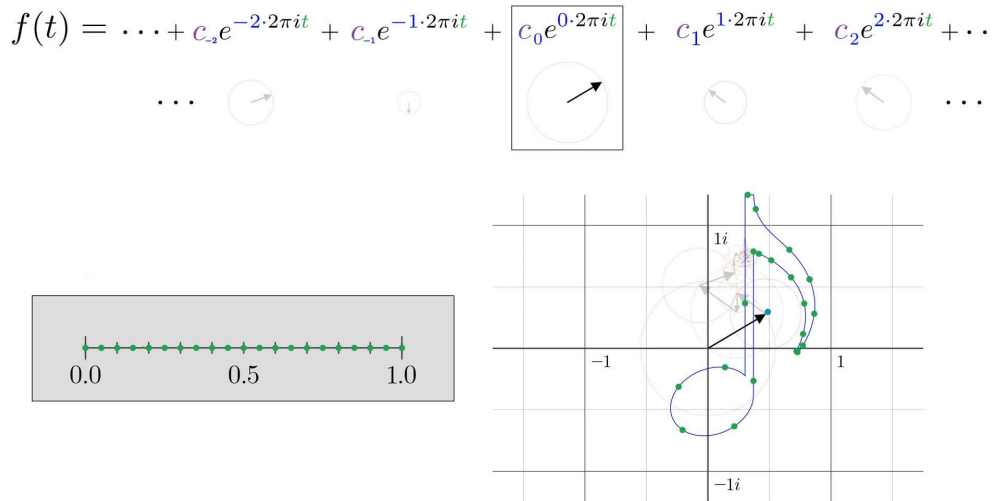 f(t) = ··· + c₋₂e^{-2·2πit} + c₋₁e^{-1·2πit} + c₀e^{0·2πit} + c₁e^{1·2πit} + c₂e^{2·2πit} + ··
··· ···
1i
−1 1
0.0 0.5 1.0
−1i